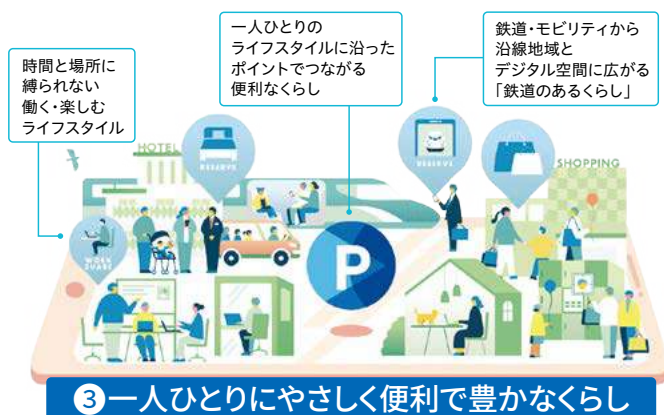 時間と場所に
縛られない
働く・楽しむ
ライフスタイル
一人ひとりの
ライフスタイルに沿った
ポイントでつながる
便利なくらし
鉄道・モビリティから
沿線地域と
デジタル空間に広がる
「鉄道のあるくらし」
HOTEL
RESERVE
RESERVE
SHOPPING
WORK
SHARE
P
❸一人ひとりにやさしく便利で豊かなくらし